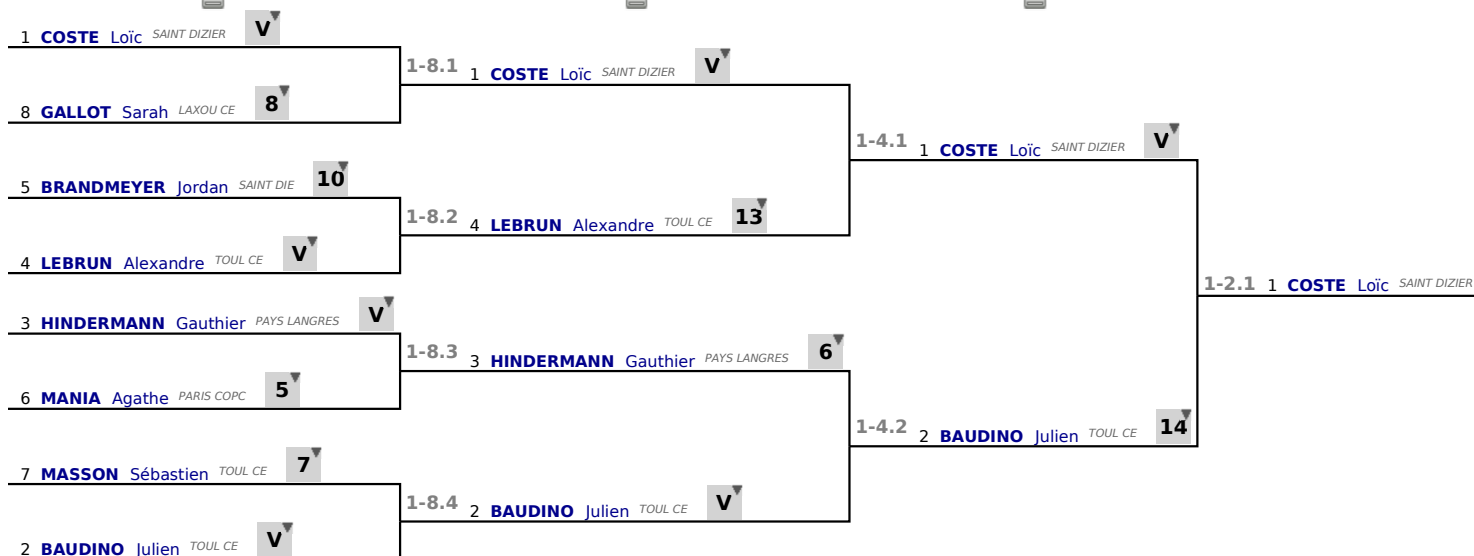 1 COSTE Loïc SAINT DIZIER V
8 GALLOT Sarah LAXOU CE 8
5 BRANDMEYER Jordan SAINT DIE 10
4 LEBRUN Alexandre TOUL CE V
3 HINDERMANN Gauthier PAYS LANGRES V
6 MANIA Agathe PARIS COPC 5
7 MASSON Sébastien TOUL CE 7
2 BAUDINO Julien TOUL CE V
1-8.1 1 COSTE Loïc SAINT DIZIER V
1-8.2 4 LEBRUN Alexandre TOUL CE 13
1-8.3 3 HINDERMANN Gauthier PAYS LANGRES 6
1-8.4 2 BAUDINO Julien TOUL CE V
1-4.1 1 COSTE Loïc SAINT DIZIER V
1-4.2 2 BAUDINO Julien TOUL CE 14
1-2.1 1 COSTE Loïc SAINT DIZIER